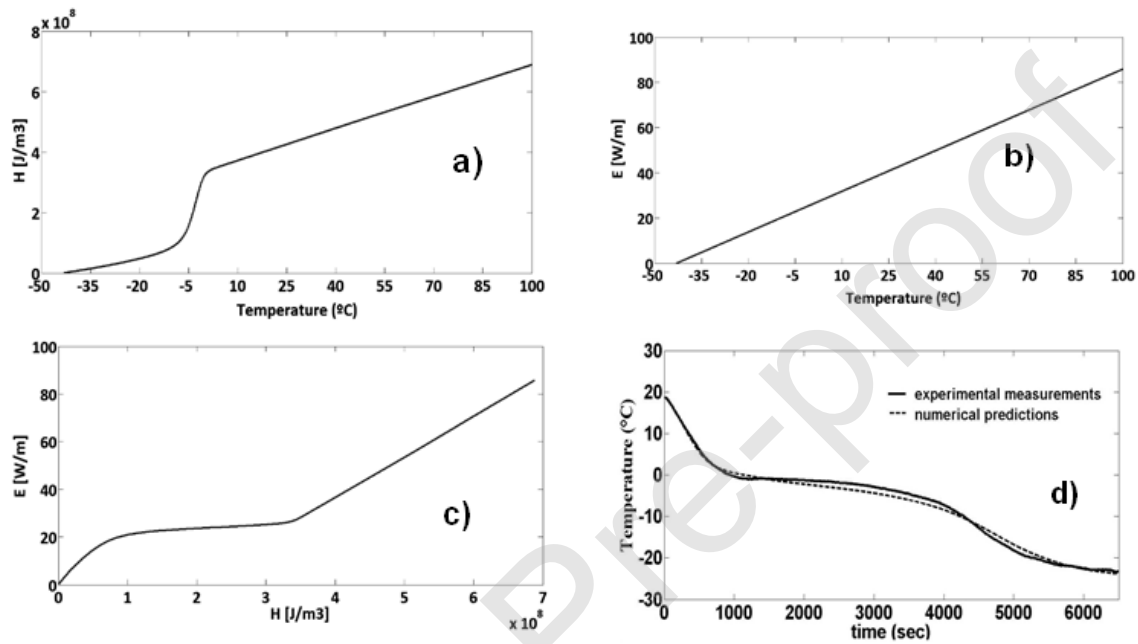 x 10⁸
H [J/m3]
8
6
4
2
0
-50 -35 -20 -5 10 25 40 55 70 85 100
Temperature (ºC)
a)
E [W/m]
100
80
60
40
20
0
-50 -35 -20 -5 10 25 40 55 70 85 100
Temperature (ºC)
b)
E [W/m]
100
80
60
40
20
0
0 1 2 3 4 5 6 7
H [J/m3]
x 10⁸
c)
Temperature (°C)
30
20
10
0
-10
-20
-30
0 1000 2000 3000 4000 5000 6000
time (sec)
experimental measurements
numerical predictions
d)
Pre-proof